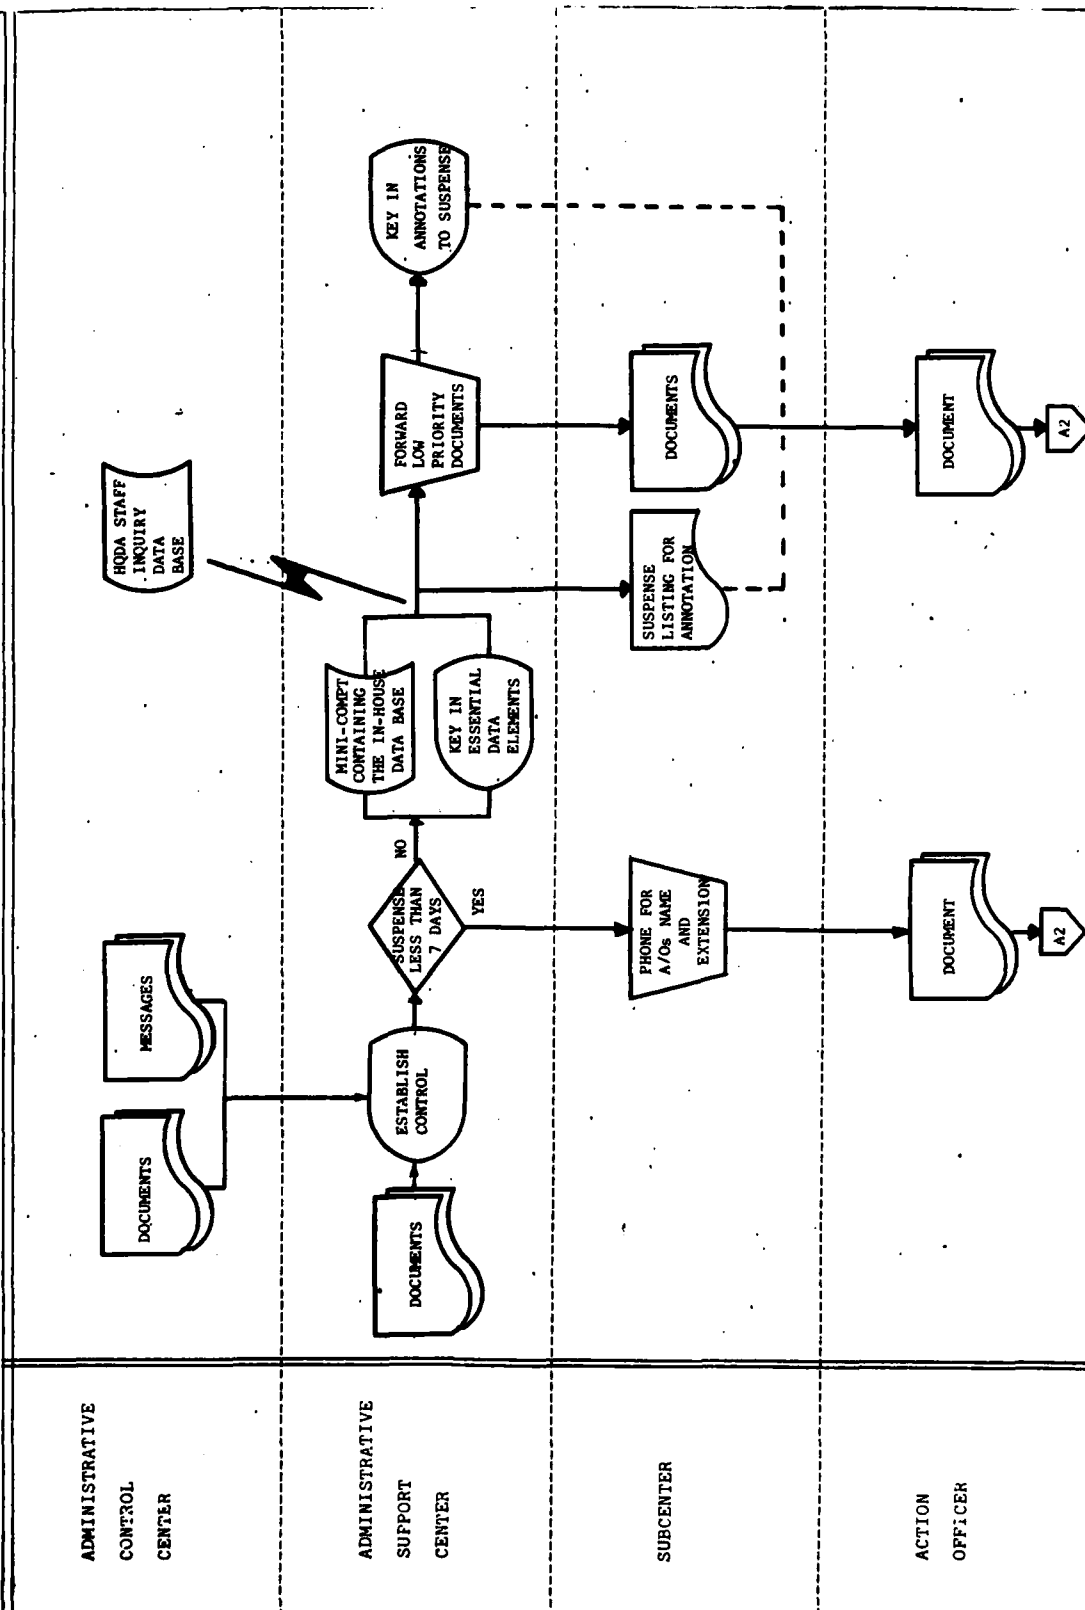 ADMINISTRATIVE
CONTROL
CENTER
DOCUMENTS
MESSAGES
HQDA STAFF
INQUIRY
DATA
BASE
ADMINISTRATIVE
SUPPORT
CENTER
DOCUMENTS
ESTABLISH
CONTROL
SUSPENSE
LESS THAN
7 DAYS
NO
YES
MINI-COMPT
CONTAINING
THE IN-HOUSE
DATA BASE
KEY IN
ESSENTIAL
DATA
ELEMENTS
FORWARD
LOW
PRIORITY
DOCUMENTS
KEY IN
ANNOTATIONS
TO SUSPENSE
SUBCENTER
PHONE FOR
A/Os NAME
AND
EXTENSION
SUSPENSE
LISTING FOR
ANNOTATION
DOCUMENTS
ACTION
OFFICER
DOCUMENT
A2
DOCUMENT
A2